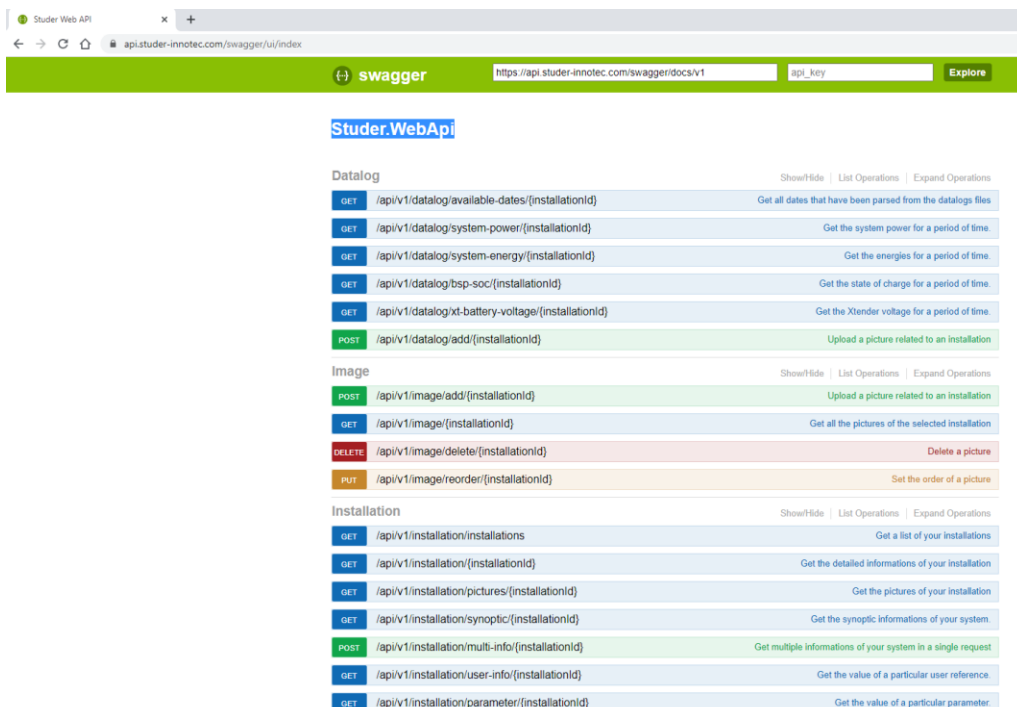 Studer Web API
api.studer-innotec.com/swagger/ui/index
swagger https://api.studer-innotec.com/swagger/docs/v1 api_key Explore
Studer.WebApi
Datalog Show/Hide List Operations Expand Operations
GET /api/v1/datalog/available-dates/{installationId} Get all dates that have been parsed from the datalogs files
GET /api/v1/datalog/system-power/{installationId} Get the system power for a period of time.
GET /api/v1/datalog/system-energy/{installationId} Get the energies for a period of time.
GET /api/v1/datalog/bsp-soc/{installationId} Get the state of charge for a period of time.
GET /api/v1/datalog/xt-battery-voltage/{installationId} Get the Xtender voltage for a period of time.
POST /api/v1/datalog/add/{installationId} Upload a picture related to an installation
Image Show/Hide List Operations Expand Operations
POST /api/v1/image/add/{installationId} Upload a picture related to an installation
GET /api/v1/image/{installationId} Get all the pictures of the selected installation
DELETE /api/v1/image/delete/{installationId} Delete a picture
PUT /api/v1/image/reorder/{installationId} Set the order of a picture
Installation Show/Hide List Operations Expand Operations
GET /api/v1/installation/installations Get a list of your installations
GET /api/v1/installation/{installationId} Get the detailed informations of your installation
GET /api/v1/installation/pictures/{installationId} Get the pictures of your installation
GET /api/v1/installation/synoptic/{installationId} Get the synoptic informations of your system.
POST /api/v1/installation/multi-info/{installationId} Get multiple informations of your system in a single request
GET /api/v1/installation/user-info/{installationId} Get the value of a particular user reference.
GET /api/v1/installation/parameter/{installationId} Get the value of a particular parameter.